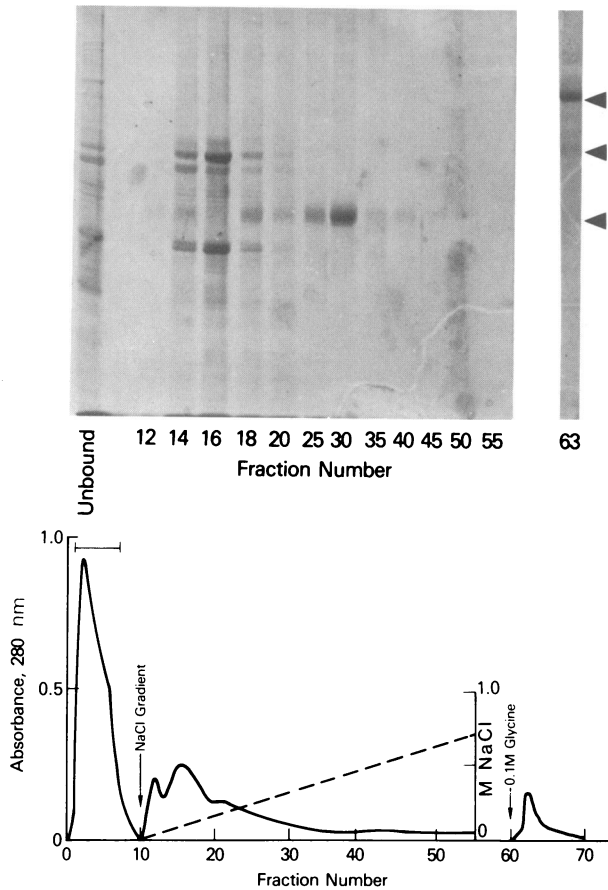 Unbound 12 14 16 18 20 25 30 35 40 45 50 55 63
Fraction Number
1.0
0.5
0
Absorbance, 280 nm
NaCl Gradient
1.0
0
M NaCl
0.1M Glycine
0 10 20 30 40 50 60 70
Fraction Number